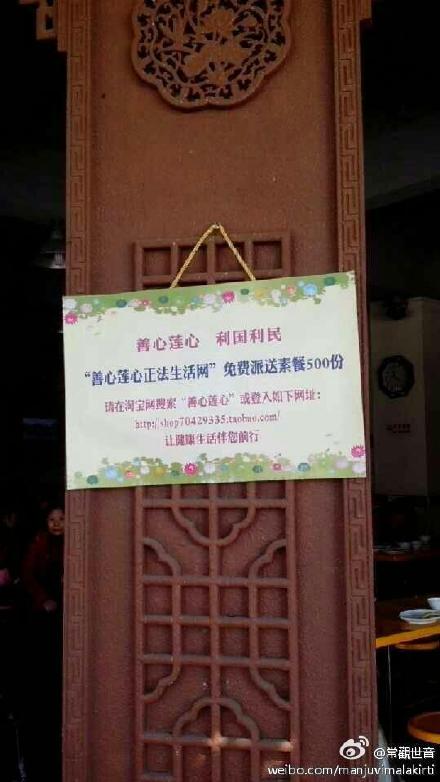 善心莲心 利国利民
“善心莲心正法生活网”免费派送素餐500份
请在淘宝网搜索“善心莲心”或登入如下网址：
http://shop70429335.taobao.com/
让健康生活伴您前行
@常觀世音
weibo.com/manjuvimalakirti